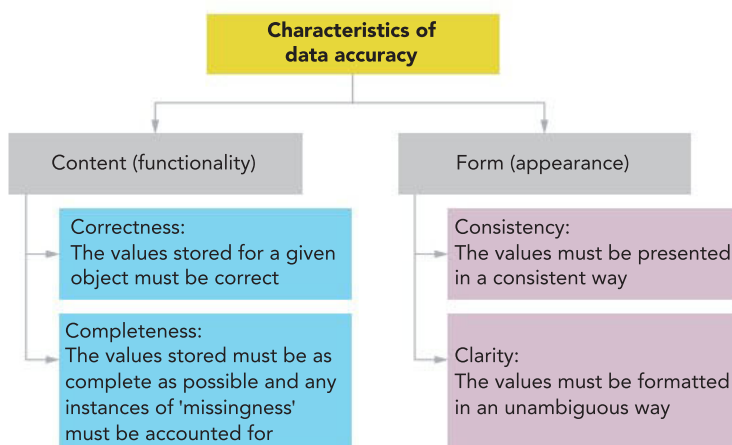 Characteristics of
data accuracy
Content (functionality)
Form (appearance)
Correctness:
The values stored for a given
object must be correct
Completeness:
The values stored must be as
complete as possible and any
instances of 'missingness'
must be accounted for
Consistency:
The values must be presented
in a consistent way
Clarity:
The values must be formatted
in an unambiguous way